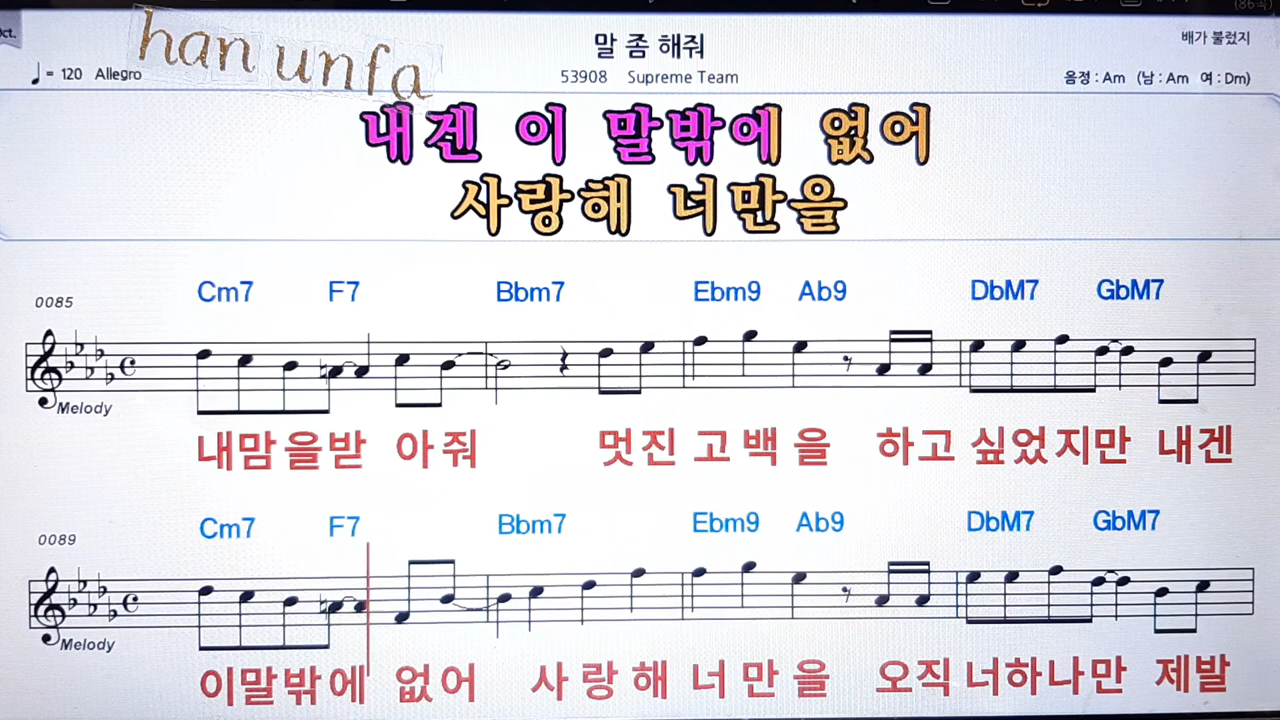 (86곡)
Oct.
han unfa
말 좀 해줘
배가 불렀지
♩= 120 Allegro
53908 Supreme Team
음정 : Am (남 : Am 여 : Dm)
내겐 이 말밖에 없어
사랑해 너만을
0085
Cm7 F7 Bbm7 Ebm9 Ab9 DbM7 GbM7
Melody
내맘을받 아줘 멋진 고백을 하고 싶었지만 내겐
0089
Cm7 F7 Bbm7 Ebm9 Ab9 DbM7 GbM7
Melody
이말밖에 없어 사랑해 너만을 오직 너하나만 제발